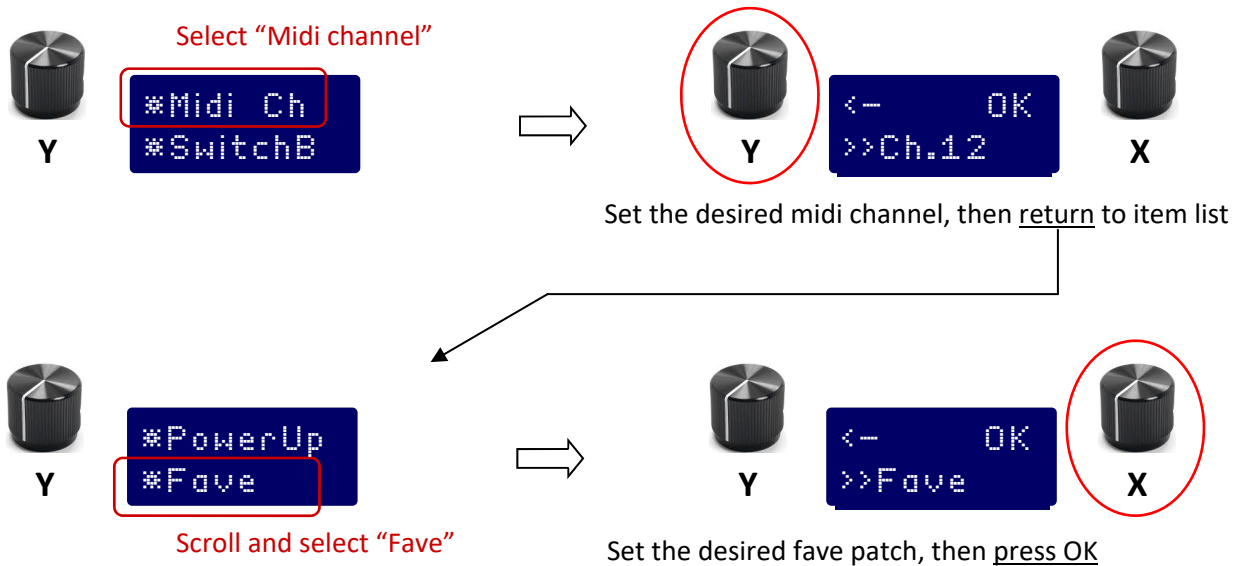 Select “Midi channel”
※Midi Ch
※SwitchB
Y
<— OK
>>Ch.12
Y
X
Set the desired midi channel, then return to item list
※PowerUp
※Fave
Y
Scroll and select “Fave”
<— OK
>>Fave
Y
X
Set the desired fave patch, then press OK